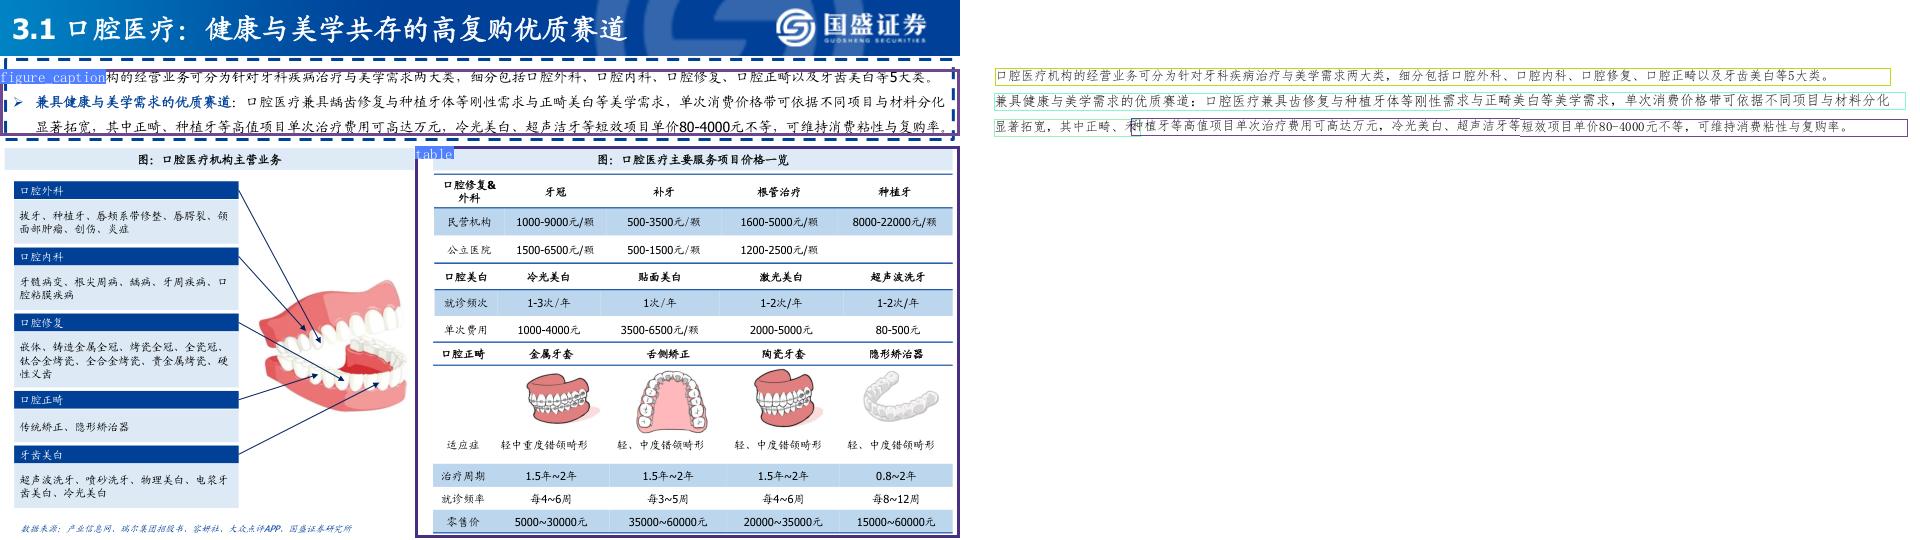 3.1 口腔医疗：健康与美学共存的高复购优质赛道
国盛证券
GUOSHENG SECURITIES
figure caption
构的经营业务可分为针对牙科疾病治疗与美学需求两大类，细分包括口腔外科、口腔内科、口腔修复、口腔正畸以及牙齿美白等5大类。
➢ 兼具健康与美学需求的优质赛道：口腔医疗兼具龋齿修复与种植牙体等刚性需求与正畸美白等美学需求，单次消费价格带可依据不同项目与材料分化
显著拓宽，其中正畸、种植牙等高值项目单次治疗费用可高达万元，冷光美白、超声洁牙等短效项目单价80-4000元不等，可维持消费粘性与复购率。
图：口腔医疗机构主营业务
口腔外科
拔牙、种植牙、唇颊系带修整、唇腭裂、颌
面部肿瘤、创伤、炎症
口腔内科
牙髓病变、根尖周病、龋病、牙周疾病、口
腔粘膜疾病
口腔修复
嵌体、铸造金属全冠、烤瓷全冠、全瓷冠、
钛合金烤瓷、全合金烤瓷、贵金属烤瓷、硬
性义齿
口腔正畸
传统矫正、隐形矫治器
牙齿美白
超声波洗牙、喷砂洗牙、物理美白、电浆牙
齿美白、冷光美白
数据来源：产业信息网、瑞尔集团招股书、容妍社、大众点评APP、国盛证券研究所
table
图：口腔医疗主要服务项目价格一览
口腔修复&
外科 牙冠 补牙 根管治疗 种植牙
民营机构 1000-9000元/颗 500-3500元/颗 1600-5000元/颗 8000-22000元/颗
公立医院 1500-6500元/颗 500-1500元/颗 1200-2500元/颗
口腔美白 冷光美白 贴面美白 激光美白 超声波洗牙
就诊频次 1-3次/年 1次/年 1-2次/年 1-2次/年
单次费用 1000-4000元 3500-6500元/颗 2000-5000元 80-500元
口腔正畸 金属牙套 舌侧矫正 陶瓷牙套 隐形矫治器
适应症 轻中重度错颌畸形 轻、中度错颌畸形 轻、中度错颌畸形 轻、中度错颌畸形
治疗周期 1.5年~2年 1.5年~2年 1.5年~2年 0.8~2年
就诊频率 每4~6周 每3~5周 每4~6周 每8~12周
零售价 5000~30000元 35000~60000元 20000~35000元 15000~60000元
口腔医疗机构的经营业务可分为针对牙科疾病治疗与美学需求两大类，细分包括口腔外科、口腔内科、口腔修复、口腔正畸以及牙齿美白等5大类。
兼具健康与美学需求的优质赛道：口腔医疗兼具齿修复与种植牙体等刚性需求与正畸美白等美学需求，单次消费价格带可依据不同项目与材料分化
显著拓宽，其中正畸、种植牙等高值项目单次治疗费用可高达万元，冷光美白、超声洁牙等短效项目单价80-4000元不等，可维持消费粘性与复购率。